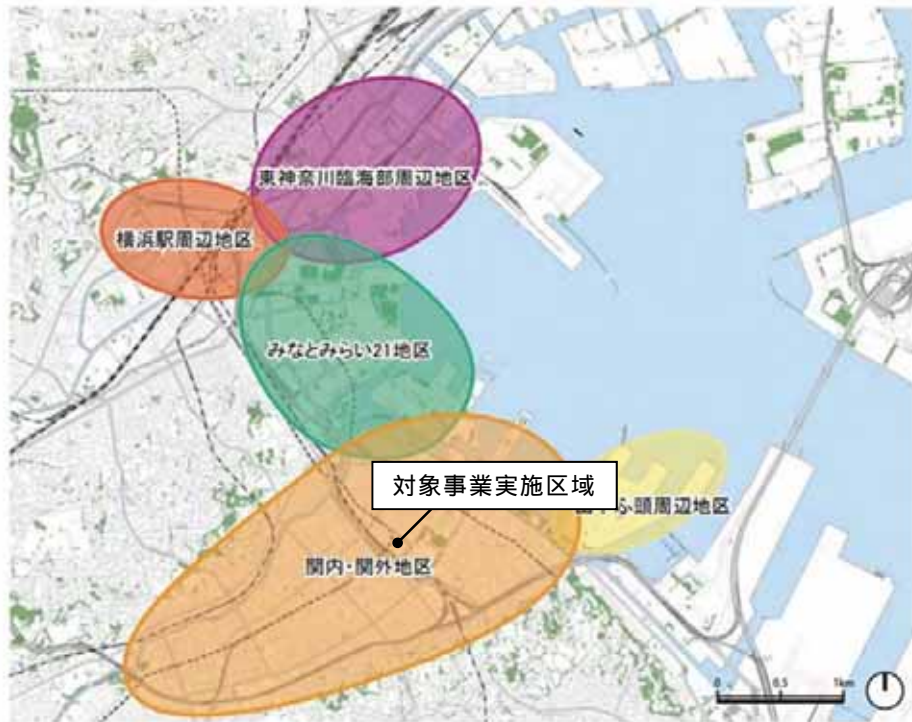 東神奈川臨海部周辺地区
横浜駅周辺地区
みなとみらい21地区
対象事業実施区域
ふ頭周辺地区
関内・関外地区
0 0.5 1km